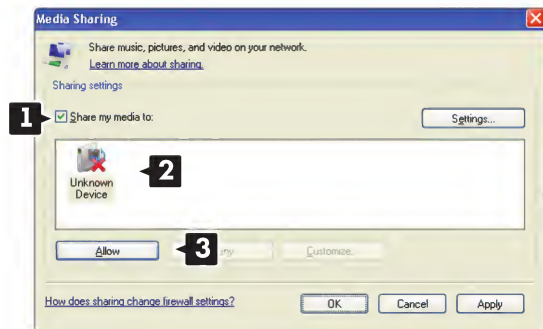 Media Sharing
Share music, pictures, and video on your network.
Learn more about sharing.
Sharing settings
1
Share my media to:
Settings...
2
Unknown
Device
Allow
3
Customize...
How does sharing change firewall settings?
OK
Cancel
Apply